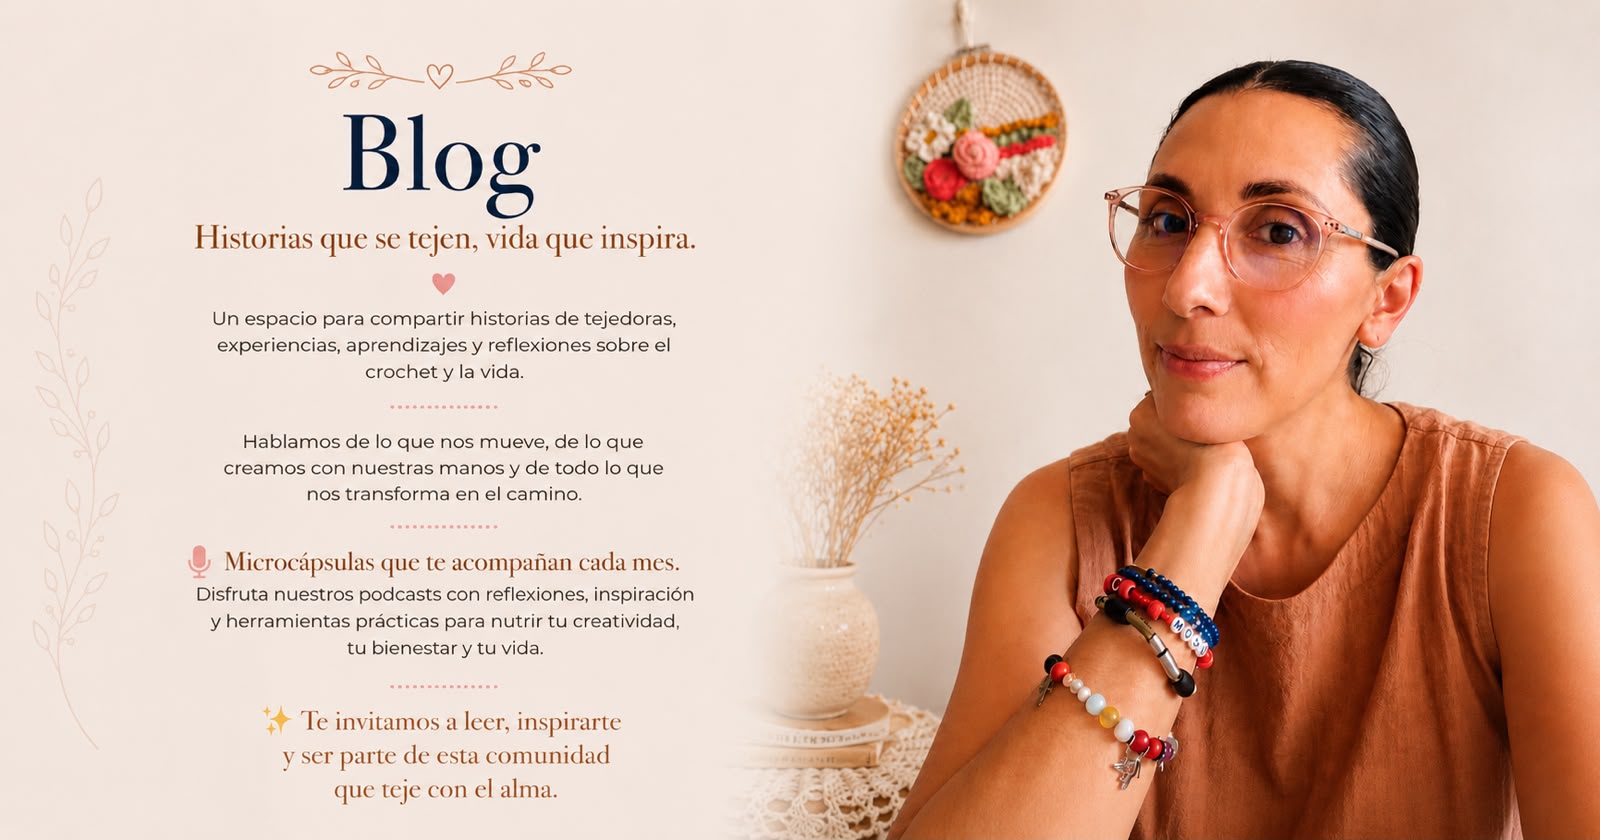 Blog
Historias que se tejen, vida que inspira.
Un espacio para compartir historias de tejedoras,
experiencias, aprendizajes y reflexiones sobre el
crochet y la vida.
Hablamos de lo que nos mueve, de lo que
creamos con nuestras manos y de todo lo que
nos transforma en el camino.
Microcápsulas que te acompañan cada mes.
Disfruta nuestros podcasts con reflexiones, inspiración
y herramientas prácticas para nutrir tu creatividad,
tu bienestar y tu vida.
Te invitamos a leer, inspirarte
y ser parte de esta comunidad
que teje con el alma.